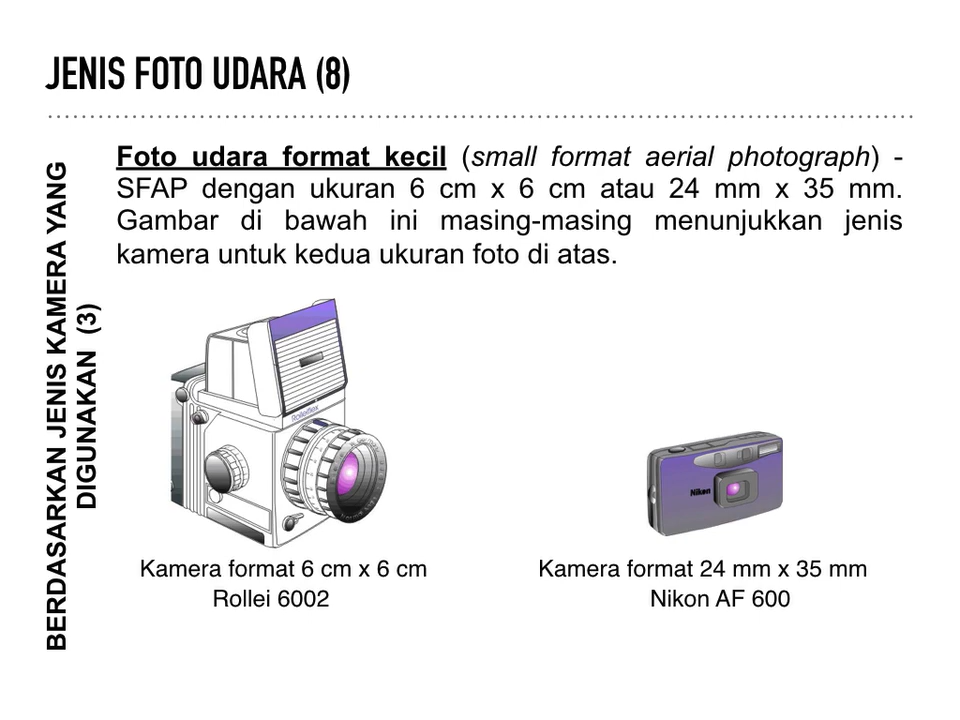 JENIS FOTO UDARA (8)
BERDASARKAN JENIS KAMERA YANG
DIGUNAKAN (3)
Foto udara format kecil (small format aerial photograph) -
SFAP dengan ukuran 6 cm x 6 cm atau 24 mm x 35 mm.
Gambar di bawah ini masing-masing menunjukkan jenis
kamera untuk kedua ukuran foto di atas.
Rolleiflex
Nikon
Kamera format 6 cm x 6 cm
Rollei 6002
Kamera format 24 mm x 35 mm
Nikon AF 600